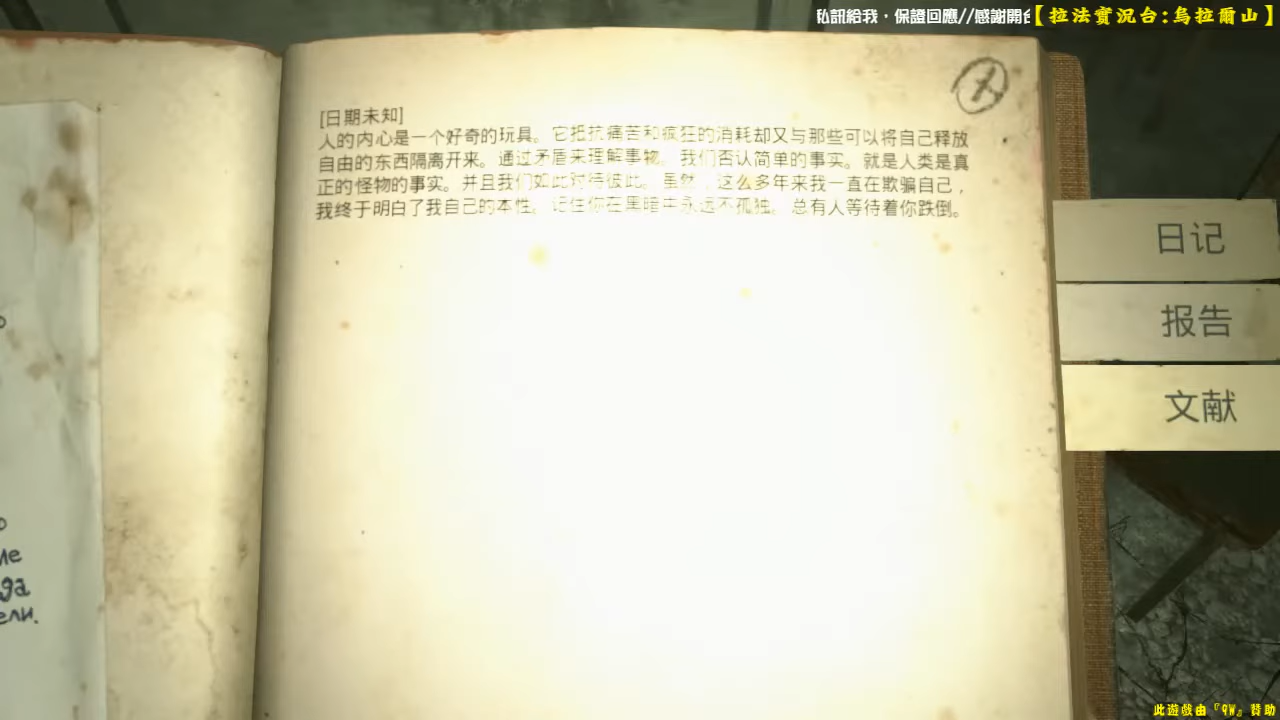 私訊給我，保證回應//感謝開台
【拉法實況台:烏拉爾山】
[日期未知]
人的内心是一个好奇的玩具。它抵抗痛苦和疯狂的消耗却又与那些可以将自己释放
自由的东西隔离开来。通过矛盾来理解事物。我们否认简单的事实。就是人类是真
正的怪物的事实。并且我们如此对待彼此。虽然，这么多年来我一直在欺骗自己，
我终于明白了我自己的本性。记住你在黑暗中永远不孤独。总有人等待着你跌倒。
日记
报告
文献
ели.
此遊戲由『9W』贊助